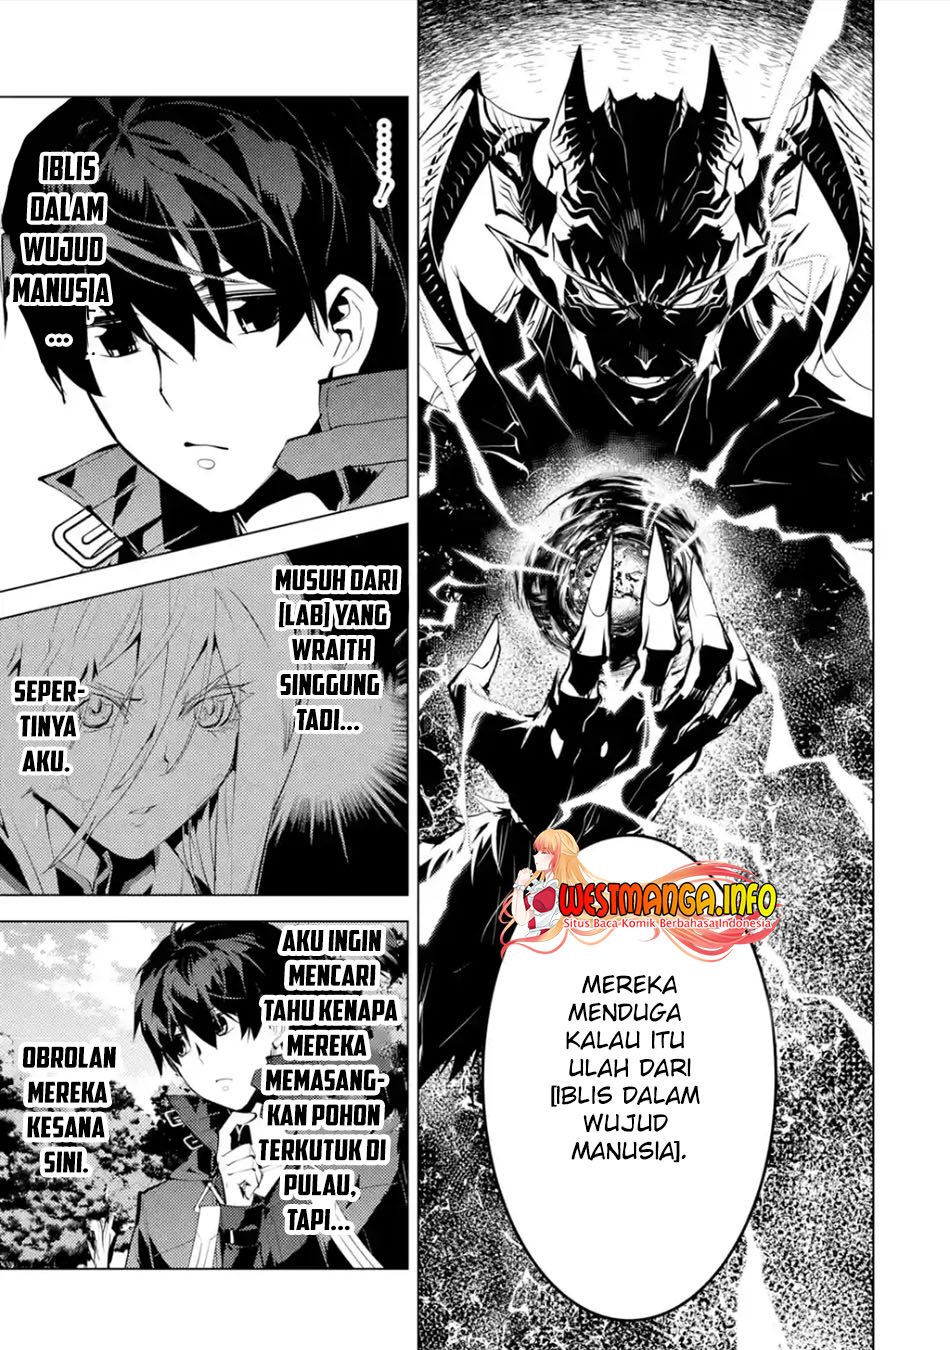 WESTMANGA.INFO
Situs Baca Komik Berbahasa Indonesia
MEREKA
MENDUGA
KALAU ITU
ULAH DARI
[IBLIS DALAM
WUJUD
MANUSIA].
..........!
IBLIS
DALAM
WUJUD
MANUSIA
....
MUSUH DARI
[LAB] YANG
WRAITH
SINGGUNG
TADI...
SEPER-
TINYA
AKU.
AKU INGIN
MENCARI
TAHU KENAPA
MEREKA
MEMASANG-
KAN POHON
TERKUTUK DI
PULAU,
TAPI...
OBROLAN
MEREKA
KESANA
SINI.